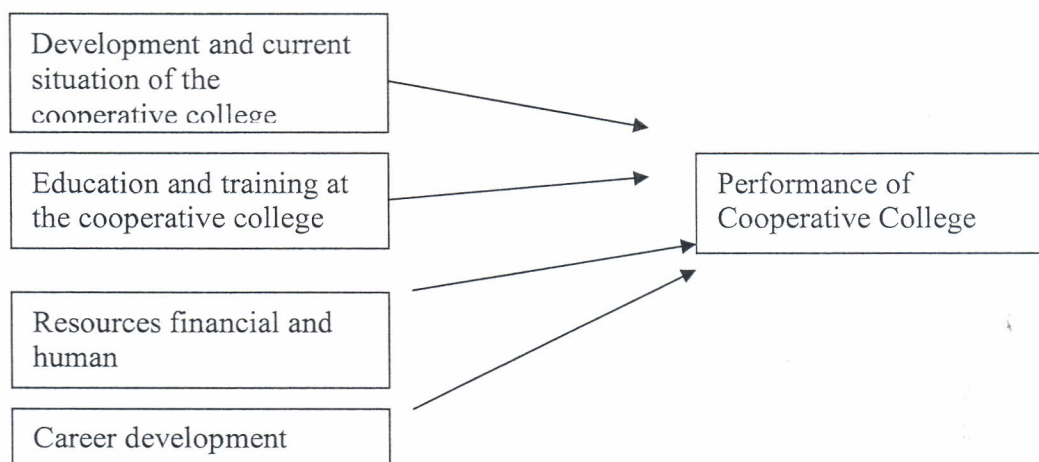 Development and current
situation of the
cooperative college
Education and training at
the cooperative college
Performance of
Cooperative College
Resources financial and
human
Career development